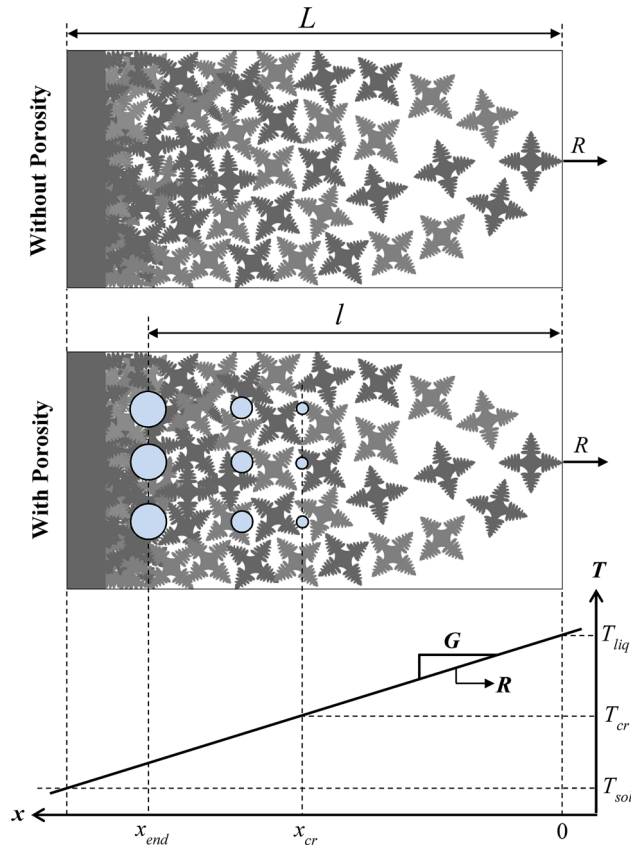 L
Without Porosity
R
l
With Porosity
R
T
G
T_liq
R
T_cr
T_sol
x
x_end
x_cr
0